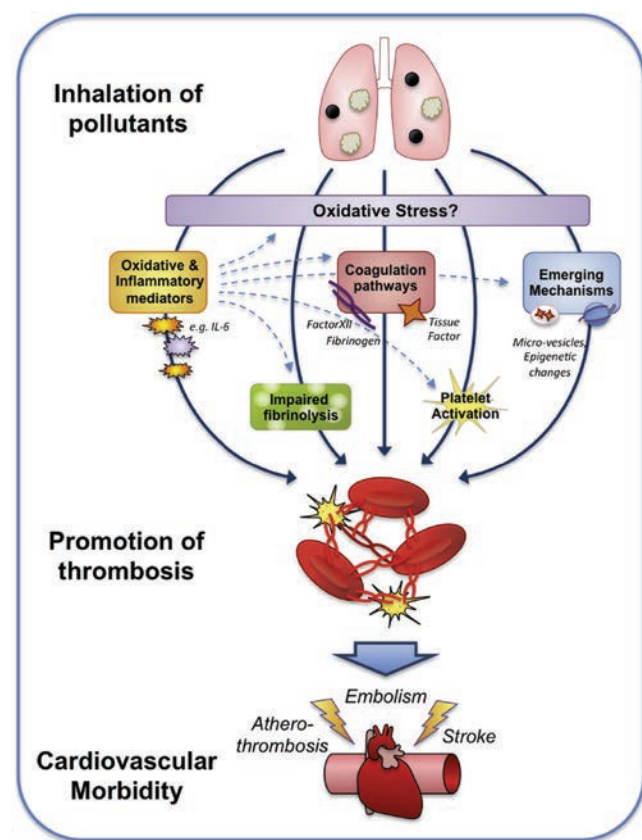 Inhalation of
pollutants
Oxidative Stress?
Oxidative &
Inflammatory
mediators
e.g. IL-6
Coagulation
pathways
FactorXII
Fibrinogen
Tissue
Factor
Emerging
Mechanisms
Micro-vesicles,
Epigenetic
changes
Impaired
fibrinolysis
Platelet
Activation
Promotion of
thrombosis
Embolism
Athero-
thrombosis
Stroke
Cardiovascular
Morbidity